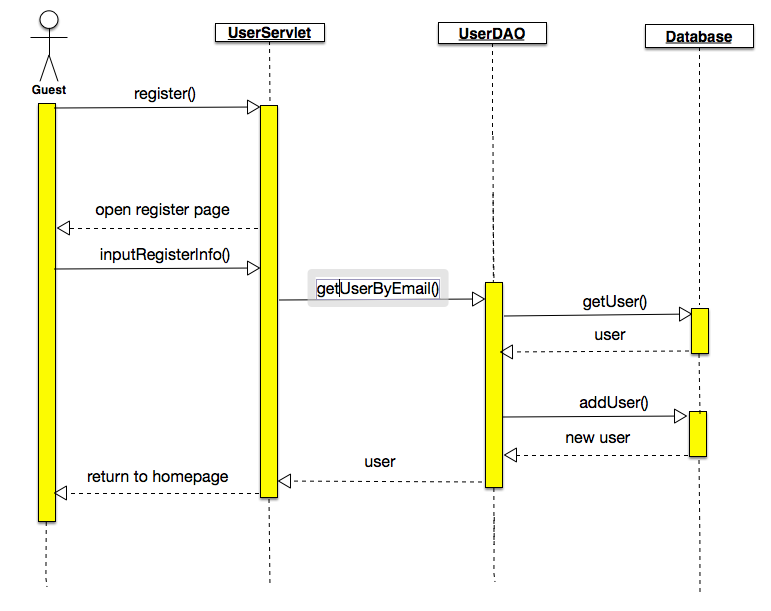 UserServlet
UserDAO
Database
Guest
register()
open register page
inputRegisterInfo()
getUserByEmail()
getUser()
user
addUser()
new user
user
return to homepage